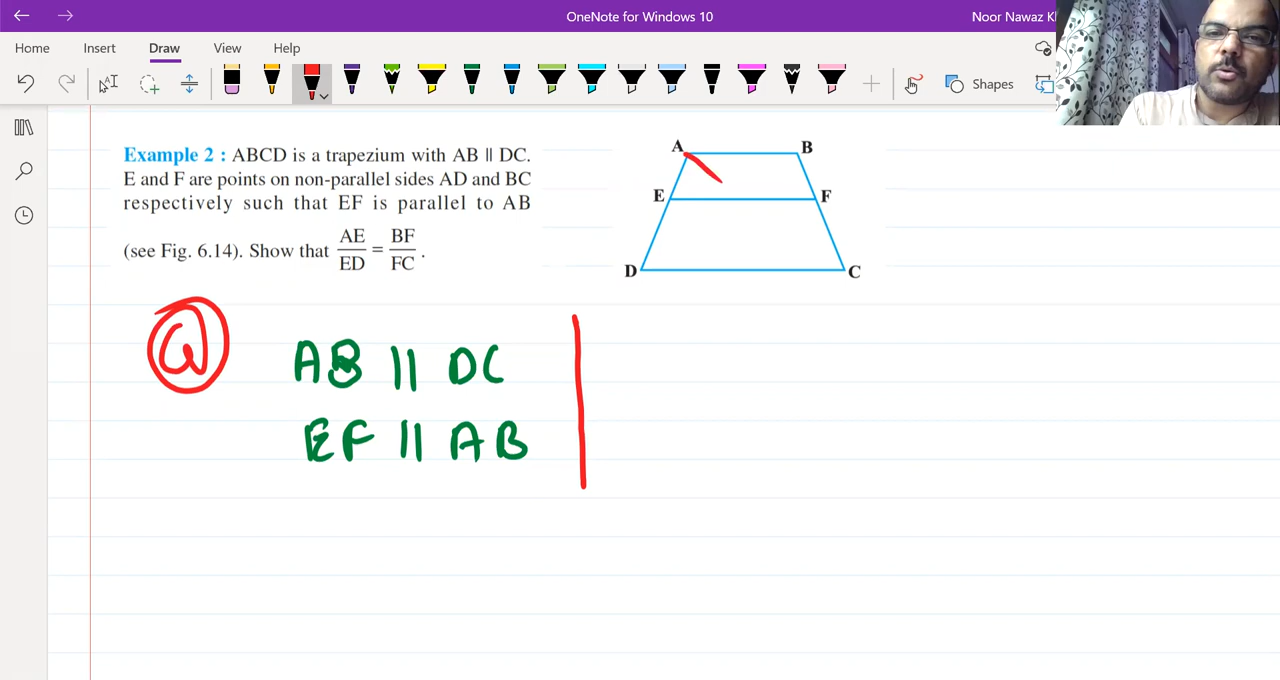 OneNote for Windows 10
Noor Nawaz
Home Insert Draw View Help
Shapes
Example 2 : ABCD is a trapezium with AB || DC.
E and F are points on non-parallel sides AD and BC
respectively such that EF is parallel to AB
(see Fig. 6.14). Show that AE/ED = BF/FC .
A B
E F
D C
AB || DC
EF || AB